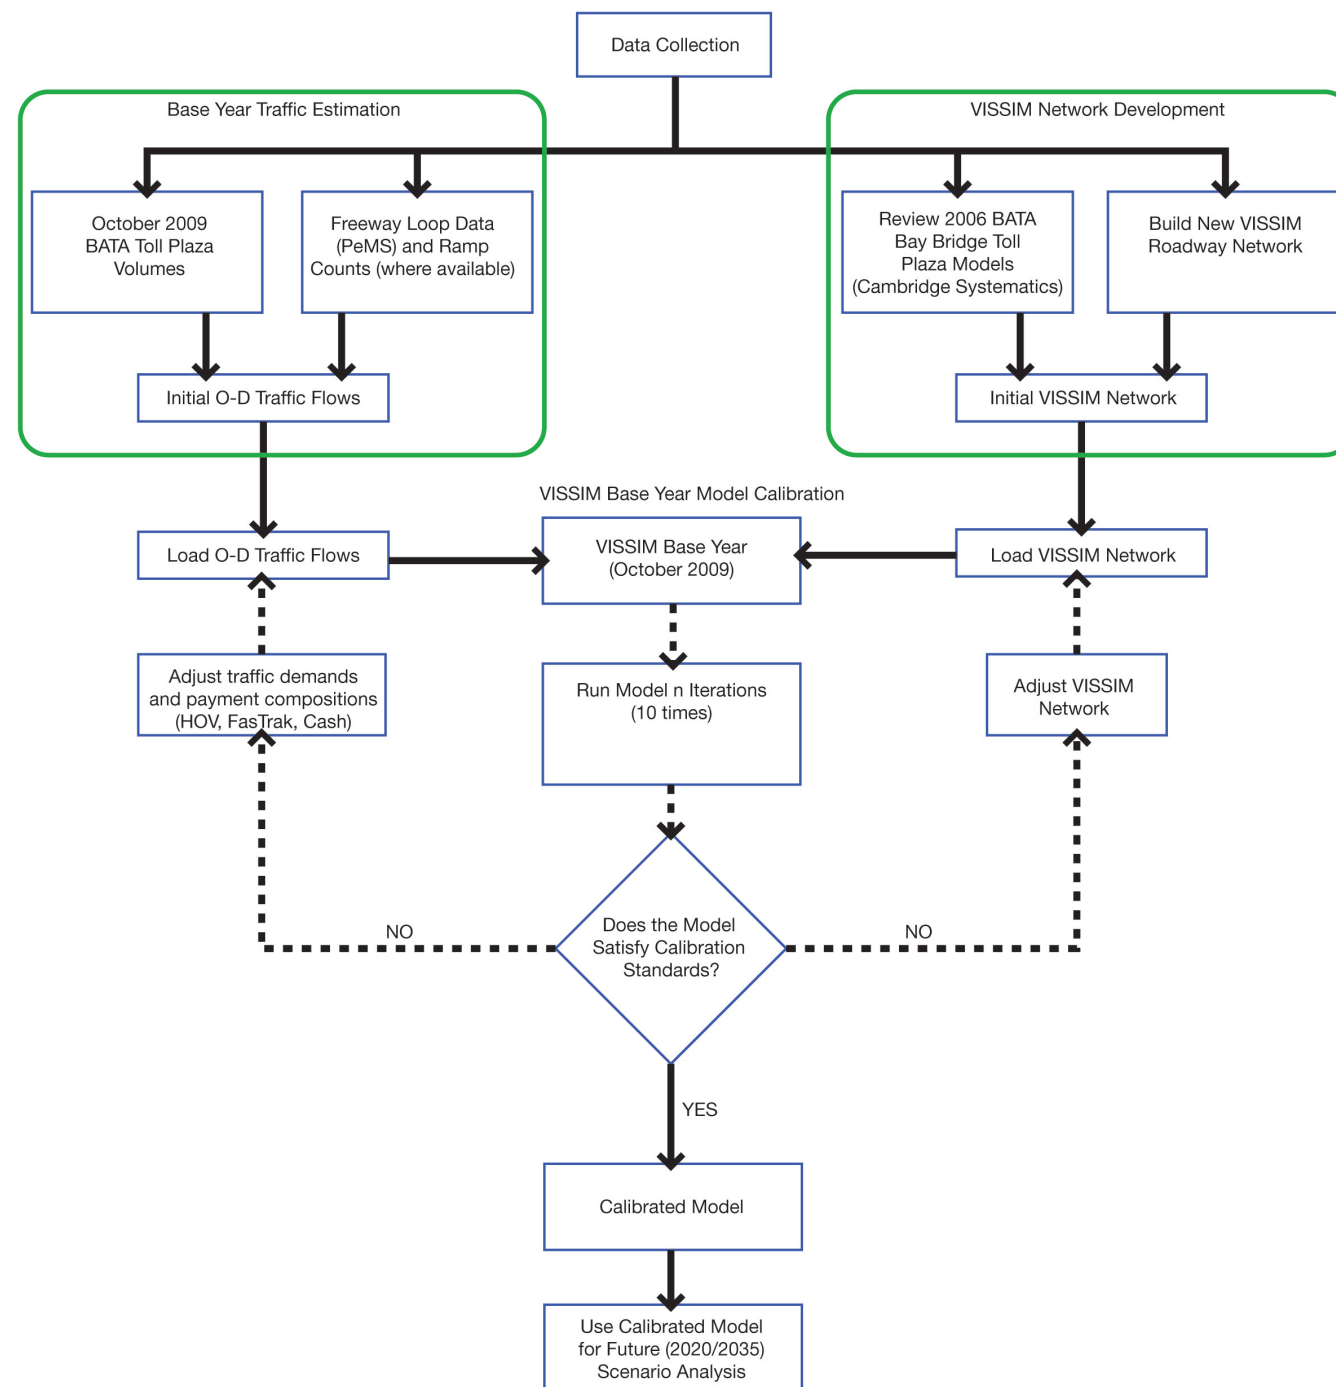 Data Collection
Base Year Traffic Estimation
VISSIM Network Development
October 2009
BATA Toll Plaza
Volumes
Freeway Loop Data
(PeMS) and Ramp
Counts (where available)
Review 2006 BATA
Bay Bridge Toll
Plaza Models
(Cambridge Systematics)
Build New VISSIM
Roadway Network
Initial O-D Traffic Flows
Initial VISSIM Network
VISSIM Base Year Model Calibration
Load O-D Traffic Flows
VISSIM Base Year
(October 2009)
Load VISSIM Network
Adjust traffic demands
and payment compositions
(HOV, FasTrak, Cash)
Run Model n Iterations
(10 times)
Adjust VISSIM
Network
NO
Does the Model
Satisfy Calibration
Standards?
NO
YES
Calibrated Model
Use Calibrated Model
for Future (2020/2035)
Scenario Analysis